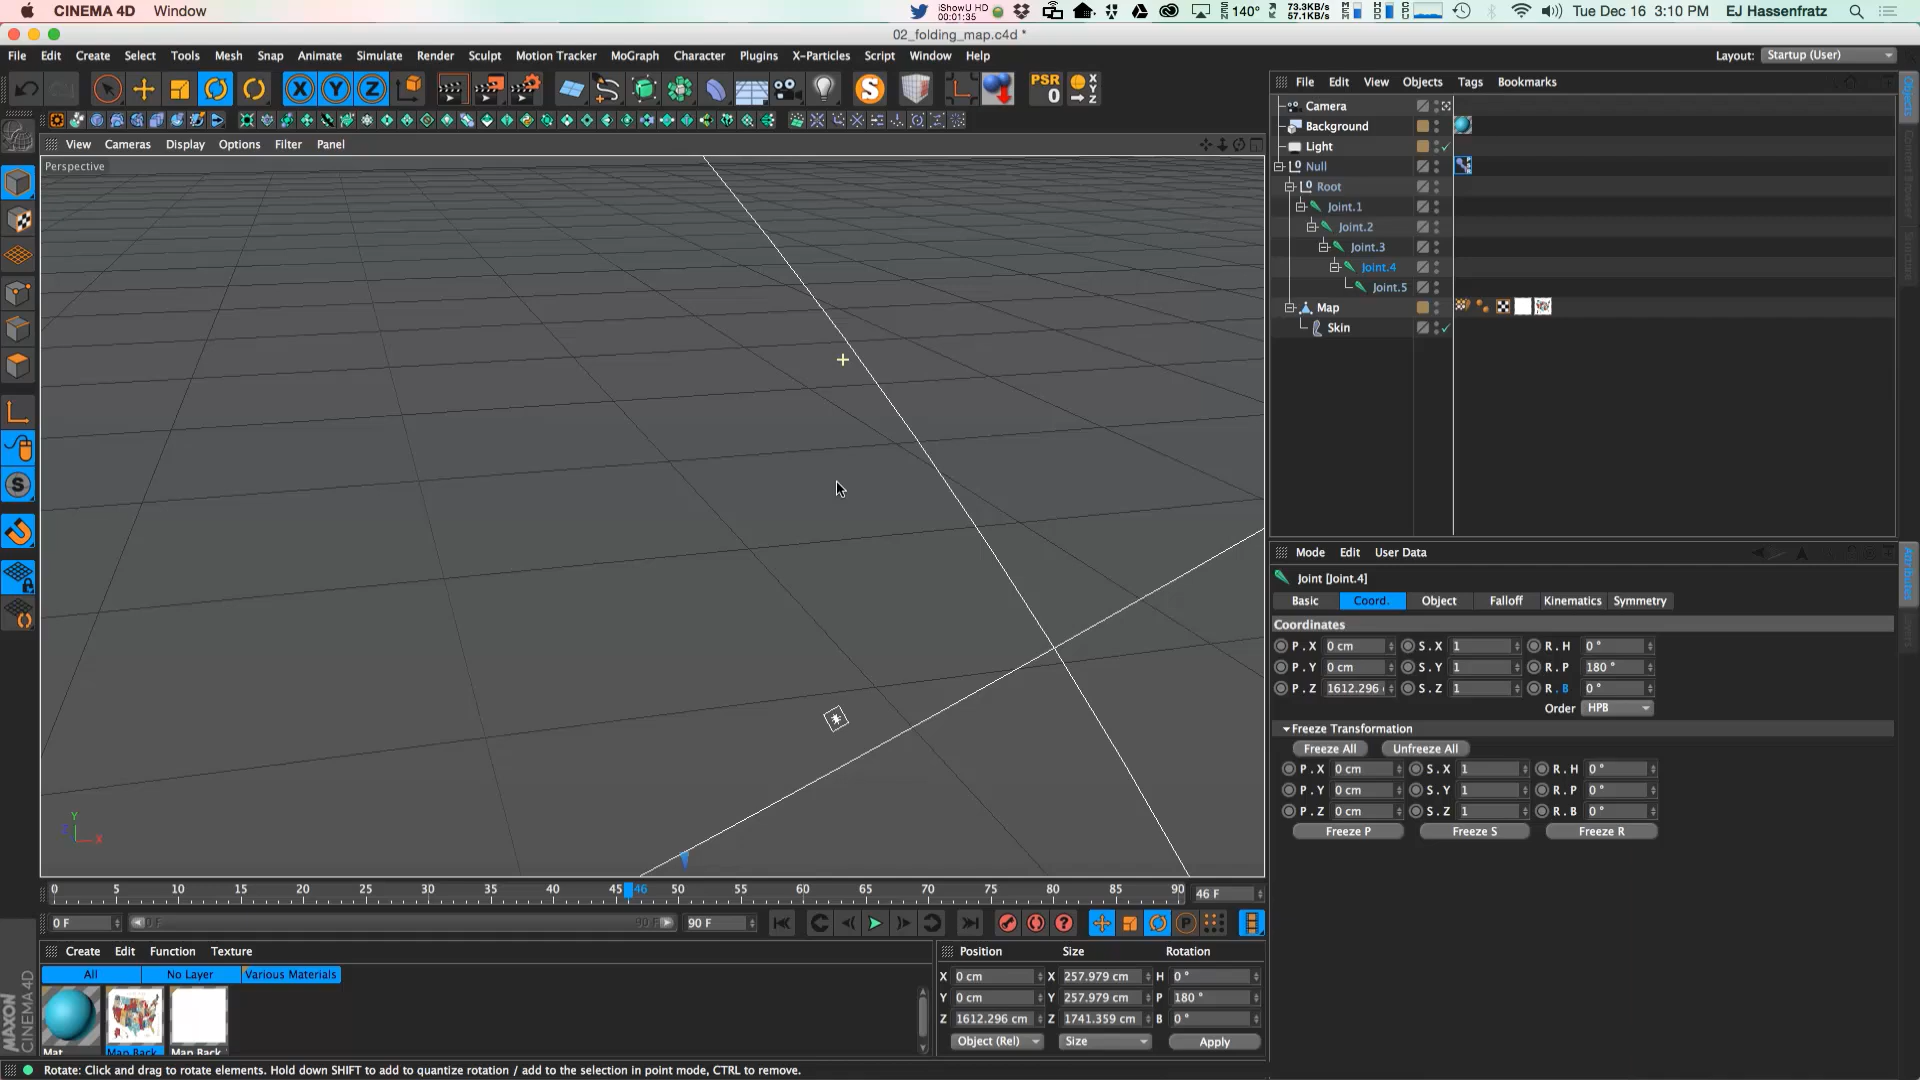 CINEMA 4D Window
iShowU HD
00:01:35
140°
73.3KB/s
57.1KB/s
Tue Dec 16 3:10 PM EJ Hassenfratz
02_folding_map.c4d *
File Edit Create Select Tools Mesh Snap Animate Simulate Render Sculpt Motion Tracker MoGraph Character Plugins X-Particles Script Window Help
Layout: Startup (User)
X Y Z
PSR
0
File Edit View Objects Tags Bookmarks
View Cameras Display Options Filter Panel
Perspective
Camera
Background
Light
Null
Root
Joint.1
Joint.2
Joint.3
Joint.4
Joint.5
Map
Skin
Objects
Content Browser
Structure
Mode Edit User Data
Attributes
Joint [Joint.4]
Basic Coord. Object Falloff Kinematics Symmetry
Coordinates
P . X 0 cm S . X 1 R . H 0 °
P . Y 0 cm S . Y 1 R . P 180 °
P . Z 1612.296 S . Z 1 R . B 0 °
Order HPB
Freeze Transformation
Freeze All Unfreeze All
P . X 0 cm S . X 1 R . H 0 °
P . Y 0 cm S . Y 1 R . P 0 °
P . Z 0 cm S . Z 1 R . B 0 °
Freeze P Freeze S Freeze R
Y
Z X
0 5 10 15 20 25 30 35 40 45 46 50 55 60 65 70 75 80 85 90 46 F
0 F 0 F 90 F 90 F
Create Edit Function Texture
All No Layer Various Materials
Mat Map Back Map Back
Position Size Rotation
X 0 cm X 257.979 cm H 0 °
Y 0 cm Y 257.979 cm P 180 °
Z 1612.296 cm Z 1741.359 cm B 0 °
Object (Rel) Size Apply
MAXON
CINEMA 4D
Rotate: Click and drag to rotate elements. Hold down SHIFT to add to quantize rotation / add to the selection in point mode, CTRL to remove.